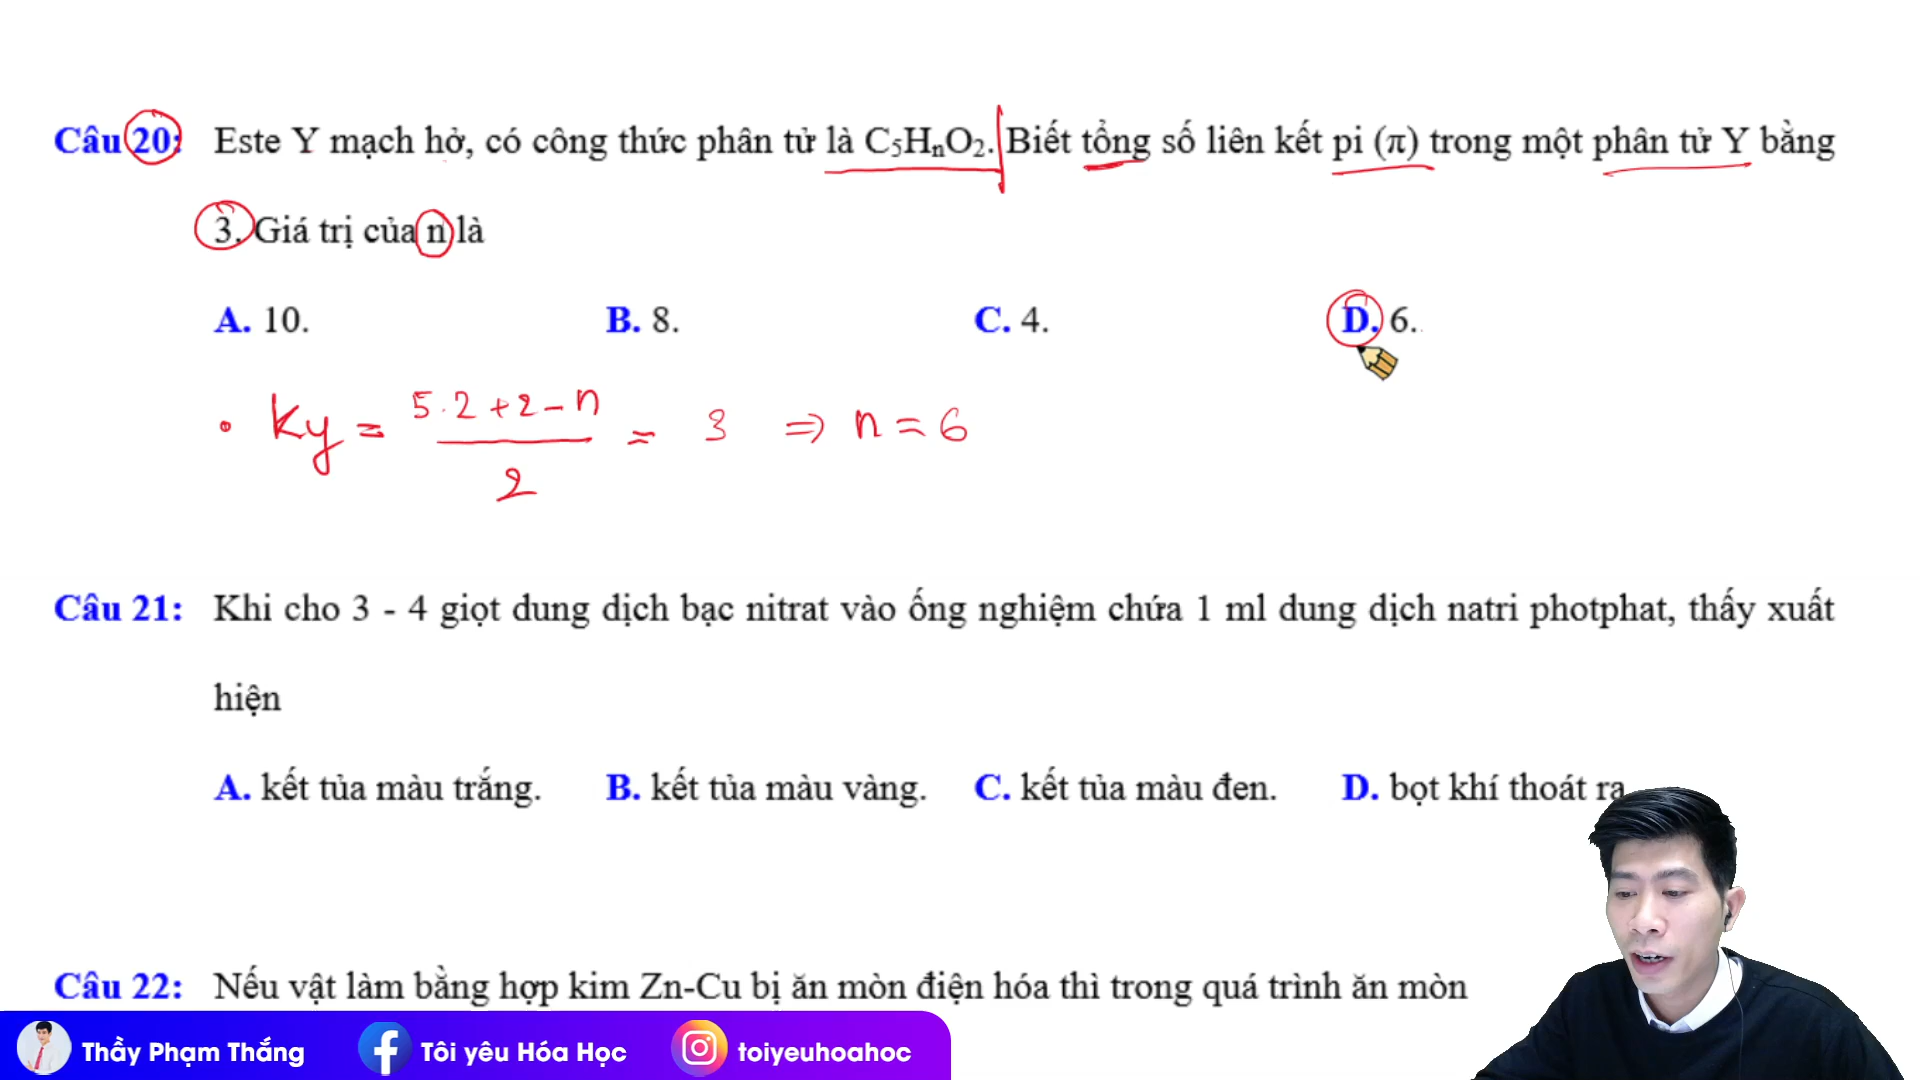 Câu 20: Este Y mạch hở, có công thức phân tử là C₅HₙO₂. Biết tổng số liên kết pi (π) trong một phân tử Y bằng
3. Giá trị của n là
A. 10. B. 8. C. 4. D. 6.
• Ky = (5.2 + 2 - n)/2 = 3 ⇒ n = 6
Câu 21: Khi cho 3 - 4 giọt dung dịch bạc nitrat vào ống nghiệm chứa 1 ml dung dịch natri photphat, thấy xuất
hiện
A. kết tủa màu trắng. B. kết tủa màu vàng. C. kết tủa màu đen. D. bọt khí thoát ra
Câu 22: Nếu vật làm bằng hợp kim Zn-Cu bị ăn mòn điện hóa thì trong quá trình ăn mòn
Thầy Phạm Thắng Tôi yêu Hóa Học toiyeuhoahoc